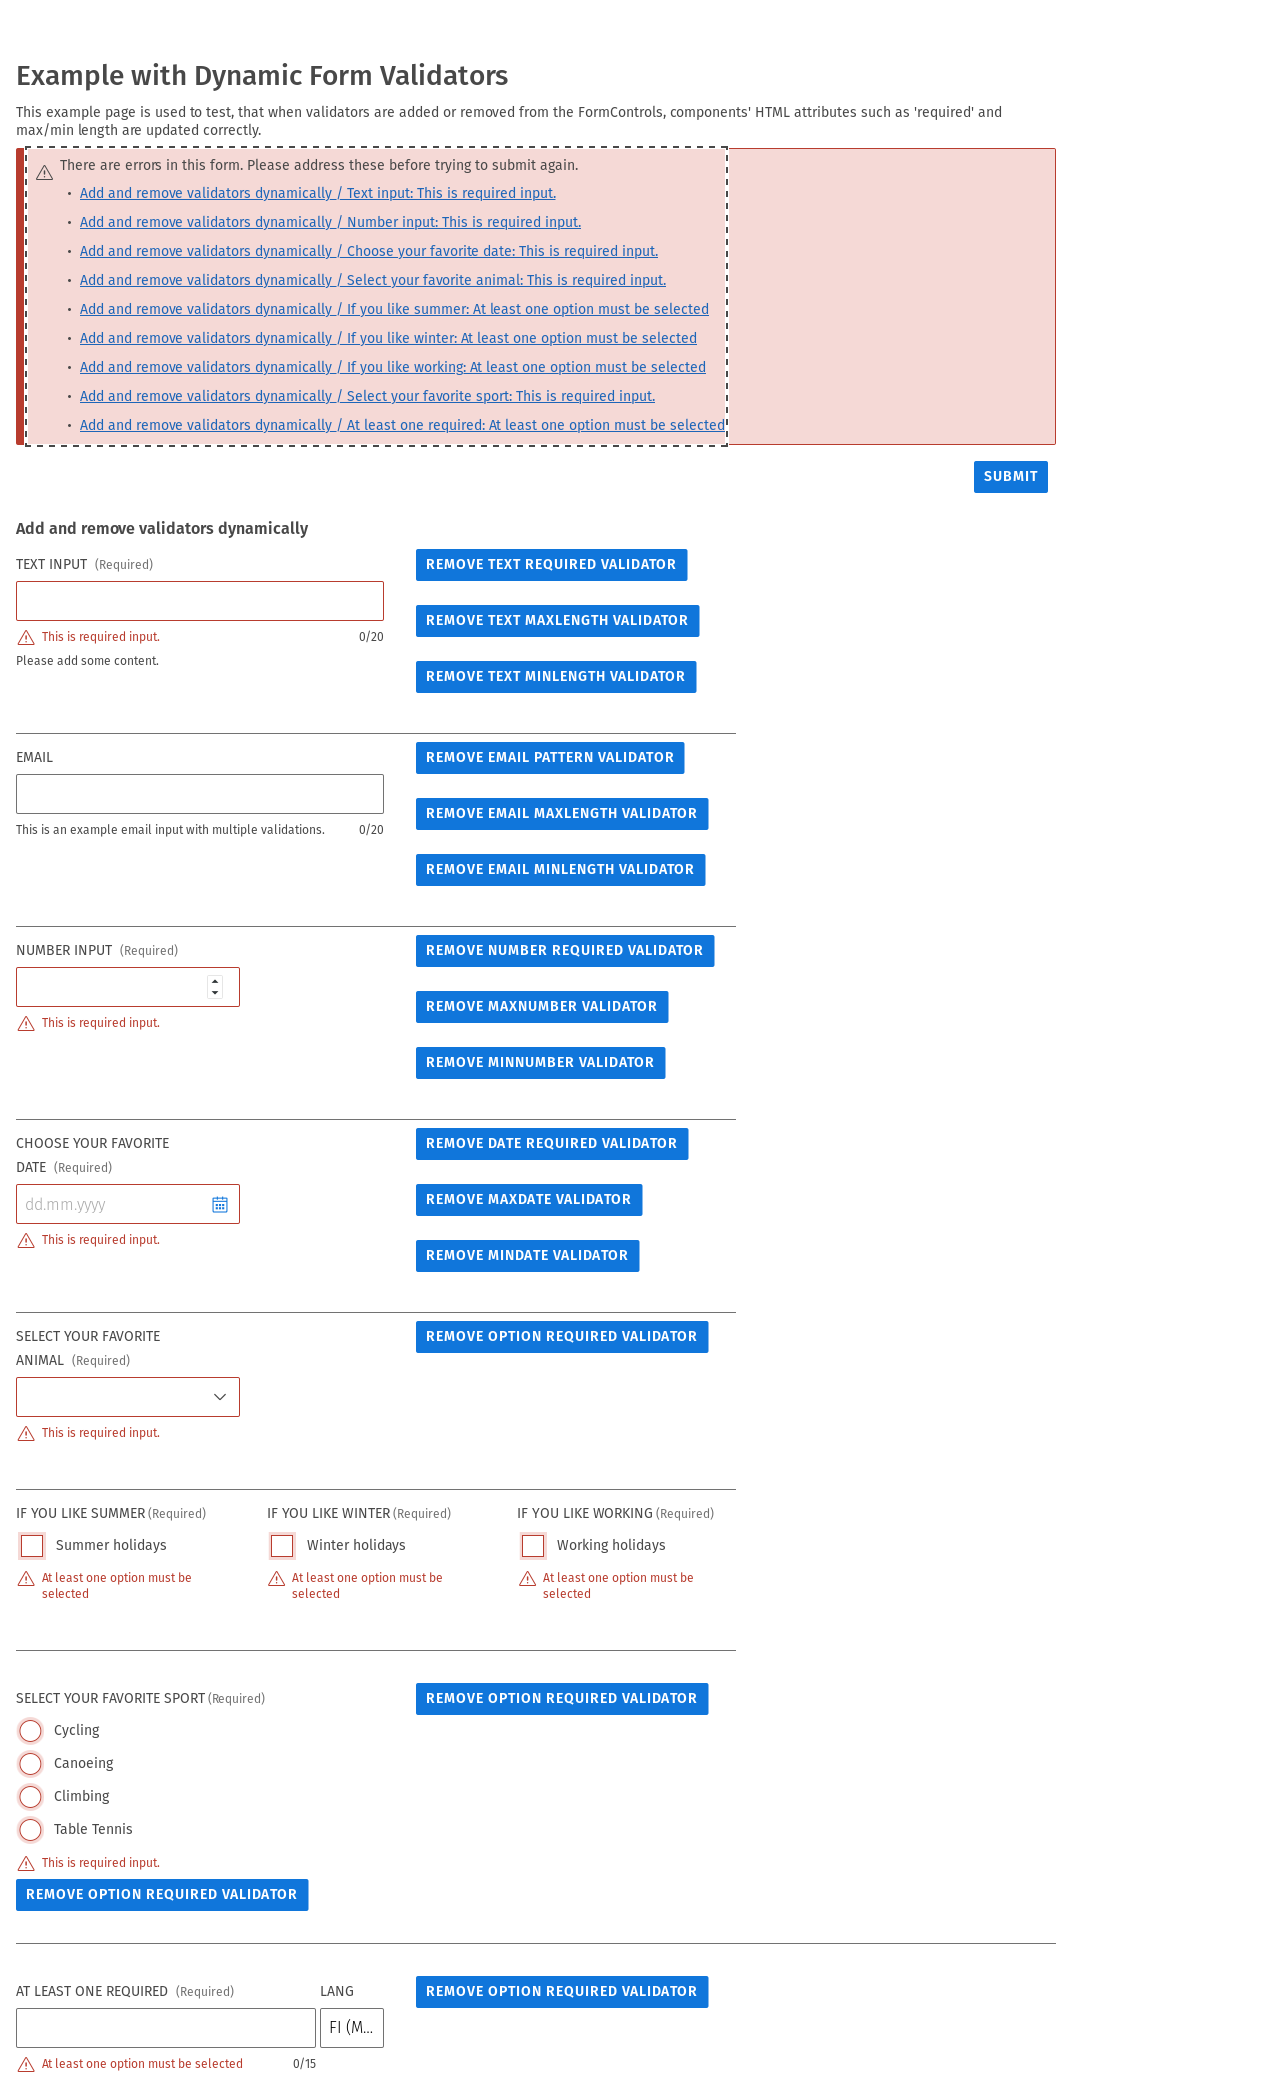 Example with Dynamic Form Validators
This example page is used to test, that when validators are added or removed from the FormControls, components' HTML attributes such as 'required' and
max/min length are updated correctly.
There are errors in this form. Please address these before trying to submit again.
• Add and remove validators dynamically / Text input: This is required input.
• Add and remove validators dynamically / Number input: This is required input.
• Add and remove validators dynamically / Choose your favorite date: This is required input.
• Add and remove validators dynamically / Select your favorite animal: This is required input.
• Add and remove validators dynamically / If you like summer: At least one option must be selected
• Add and remove validators dynamically / If you like winter: At least one option must be selected
• Add and remove validators dynamically / If you like working: At least one option must be selected
• Add and remove validators dynamically / Select your favorite sport: This is required input.
• Add and remove validators dynamically / At least one required: At least one option must be selected
SUBMIT
Add and remove validators dynamically
TEXT INPUT (Required)
REMOVE TEXT REQUIRED VALIDATOR
REMOVE TEXT MAXLENGTH VALIDATOR
This is required input. 0/20
Please add some content.
REMOVE TEXT MINLENGTH VALIDATOR
EMAIL
REMOVE EMAIL PATTERN VALIDATOR
REMOVE EMAIL MAXLENGTH VALIDATOR
This is an example email input with multiple validations. 0/20
REMOVE EMAIL MINLENGTH VALIDATOR
NUMBER INPUT (Required)
REMOVE NUMBER REQUIRED VALIDATOR
REMOVE MAXNUMBER VALIDATOR
This is required input.
REMOVE MINNUMBER VALIDATOR
CHOOSE YOUR FAVORITE
DATE (Required)
REMOVE DATE REQUIRED VALIDATOR
dd.mm.yyyy
REMOVE MAXDATE VALIDATOR
This is required input.
REMOVE MINDATE VALIDATOR
SELECT YOUR FAVORITE
ANIMAL (Required)
REMOVE OPTION REQUIRED VALIDATOR
This is required input.
IF YOU LIKE SUMMER (Required)
Summer holidays
At least one option must be
selected
IF YOU LIKE WINTER (Required)
Winter holidays
At least one option must be
selected
IF YOU LIKE WORKING (Required)
Working holidays
At least one option must be
selected
SELECT YOUR FAVORITE SPORT (Required)
REMOVE OPTION REQUIRED VALIDATOR
Cycling
Canoeing
Climbing
Table Tennis
This is required input.
REMOVE OPTION REQUIRED VALIDATOR
AT LEAST ONE REQUIRED (Required)
LANG
REMOVE OPTION REQUIRED VALIDATOR
FI (M...
At least one option must be selected 0/15